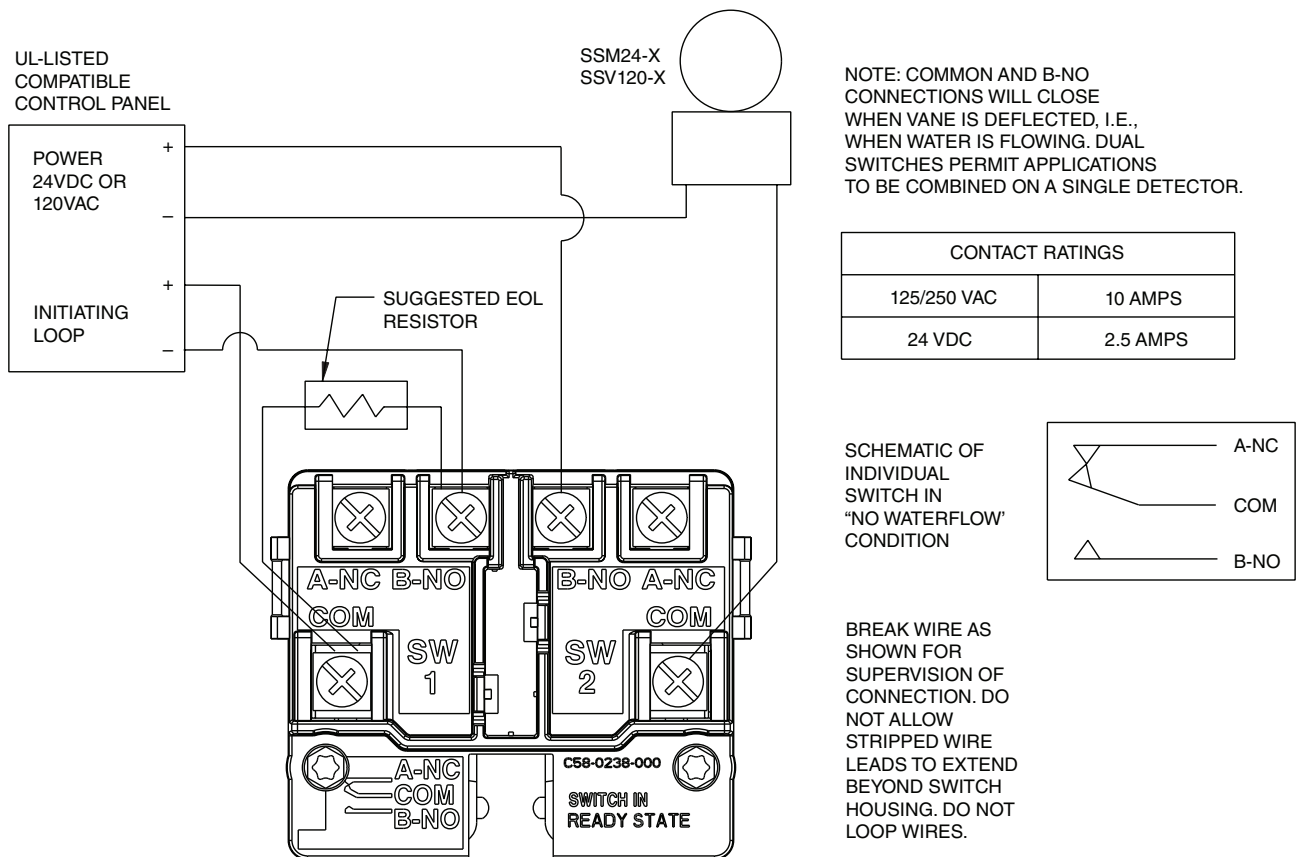 UL-LISTED
COMPATIBLE
CONTROL PANEL
POWER
24VDC OR
120VAC
+
–
INITIATING
LOOP
+
–
SSM24-X
SSV120-X
SUGGESTED EOL
RESISTOR
A-NC B-NO
COM
SW
1
B-NO A-NC
COM
SW
2
A-NC
COM
B-NO
C58-0238-000
SWITCH IN
READY STATE
NOTE: COMMON AND B-NO
CONNECTIONS WILL CLOSE
WHEN VANE IS DEFLECTED, I.E.,
WHEN WATER IS FLOWING. DUAL
SWITCHES PERMIT APPLICATIONS
TO BE COMBINED ON A SINGLE DETECTOR.
CONTACT RATINGS
125/250 VAC 10 AMPS
24 VDC 2.5 AMPS
SCHEMATIC OF
INDIVIDUAL
SWITCH IN
“NO WATERFLOW’
CONDITION
A-NC
COM
B-NO
BREAK WIRE AS
SHOWN FOR
SUPERVISION OF
CONNECTION. DO
NOT ALLOW
STRIPPED WIRE
LEADS TO EXTEND
BEYOND SWITCH
HOUSING. DO NOT
LOOP WIRES.